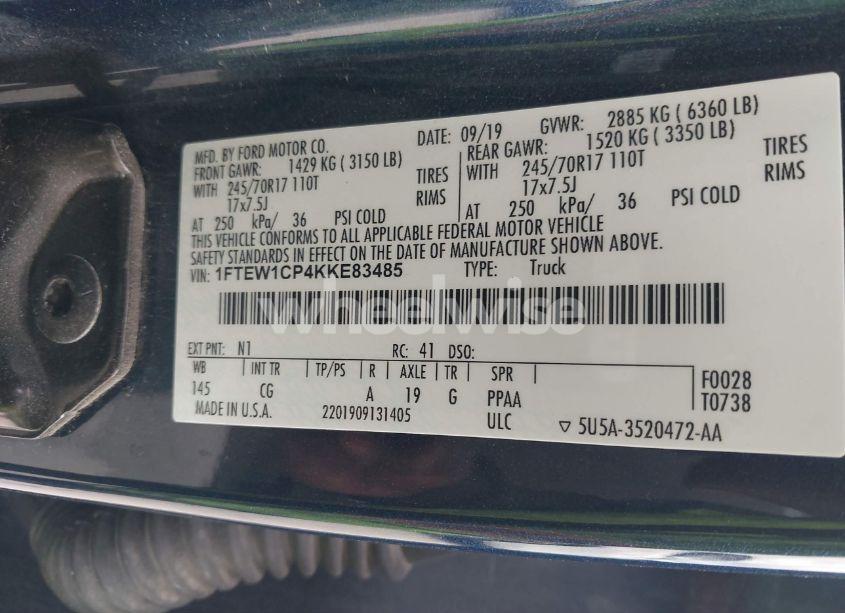 MFD. BY FORD MOTOR CO. DATE: 09/19 GVWR: 2885 KG ( 6360 LB)
FRONT GAWR: 1429 KG ( 3150 LB) REAR GAWR: 1520 KG ( 3350 LB)
WITH 245/70R17 110T TIRES WITH 245/70R17 110T TIRES
17x7.5J RIMS 17x7.5J RIMS
AT 250 kPa/ 36 PSI COLD AT 250 kPa/ 36 PSI COLD
THIS VEHICLE CONFORMS TO ALL APPLICABLE FEDERAL MOTOR VEHICLE
SAFETY STANDARDS IN EFFECT ON THE DATE OF MANUFACTURE SHOWN ABOVE.
VIN: 1FTEW1CP4KKE83485 TYPE: Truck
wheelwise
EXT PNT: N1 RC: 41 DSO:
WB INT TR TP/PS R AXLE TR SPR F0028
145 CG A 19 G PPAA T0738
MADE IN U.S.A. 2201909131405 ULC ▽ 5U5A-3520472-AA